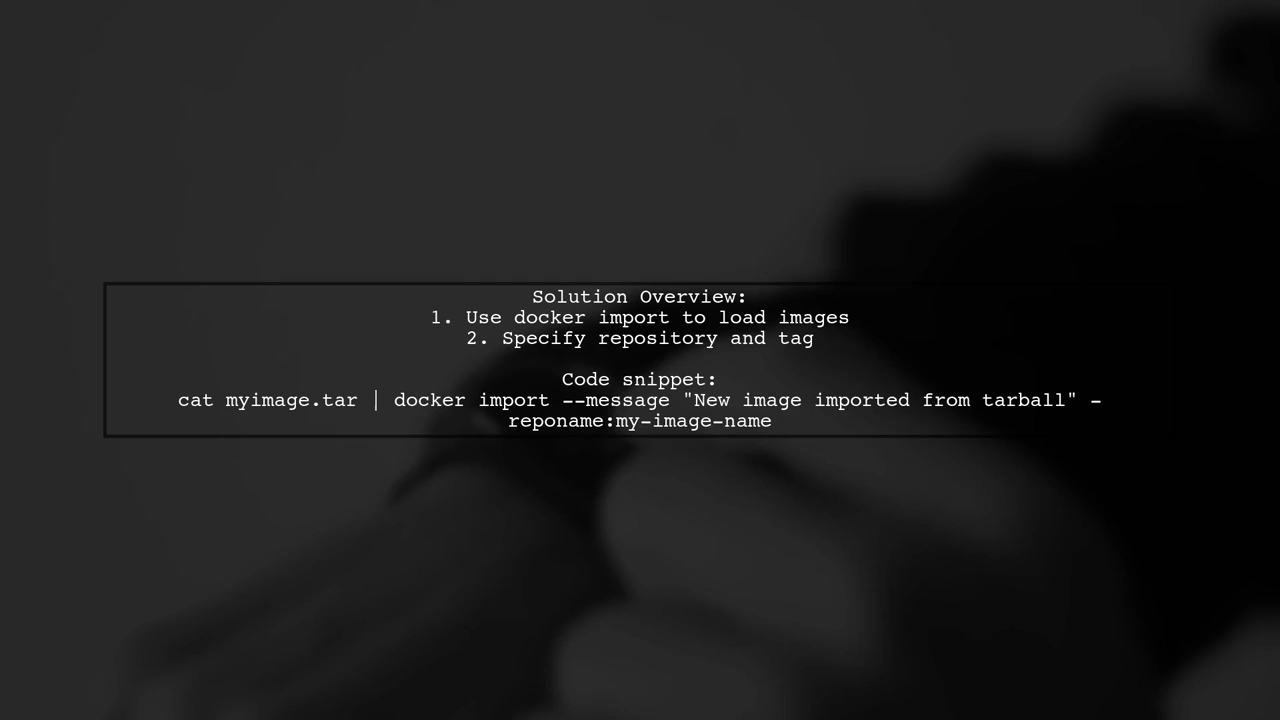 Solution Overview:
1. Use docker import to load images
2. Specify repository and tag
Code snippet:
cat myimage.tar | docker import --message "New image imported from tarball" -
reponame:my-image-name